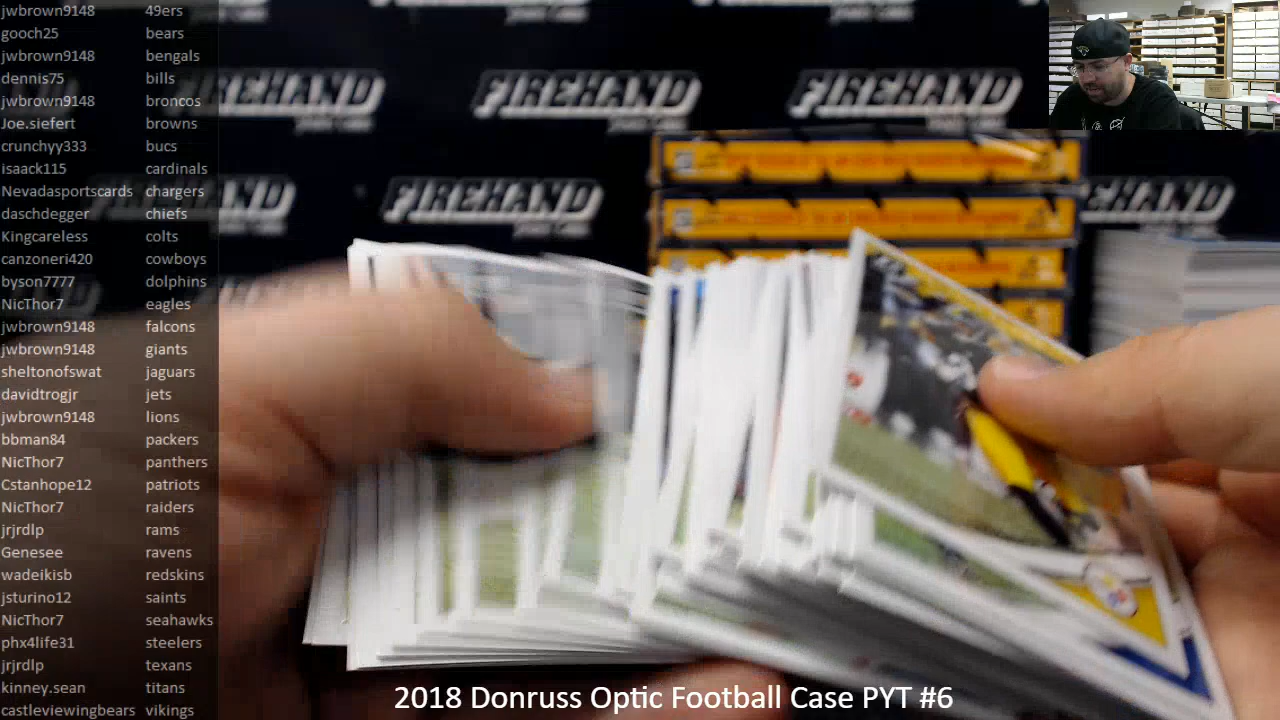 jwbrown9148 49ers
gooch25 bears
jwbrown9148 bengals
dennis75 bills
jwbrown9148 broncos
Joe.siefert browns
crunchyy333 bucs
isaack115 cardinals
Nevadasportscards chargers
daschdegger chiefs
Kingcareless colts
canzoneri420 cowboys
byson7777 dolphins
NicThor7 eagles
jwbrown9148 falcons
jwbrown9148 giants
sheltonofswat jaguars
davidtrogjr jets
jwbrown9148 lions
bbman84 packers
NicThor7 panthers
Cstanhope12 patriots
NicThor7 raiders
jrjrdlp rams
Genesee ravens
wadeikisb redskins
jsturino12 saints
NicThor7 seahawks
phx4life31 steelers
jrjrdlp texans
kinney.sean titans
castleviewingbears vikings
FIREHAND FIREHAND FIREHAND
FIREHAND FIREHAND FIREHAND
2018 Donruss Optic Football Case PYT #6